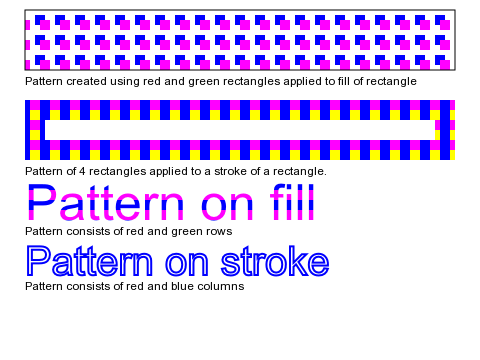 Pattern created using red and green rectangles applied to fill of rectangle
Pattern of 4 rectangles applied to a stroke of a rectangle.
Pattern on fill
Pattern consists of red and green rows
Pattern on stroke
Pattern consists of red and blue columns